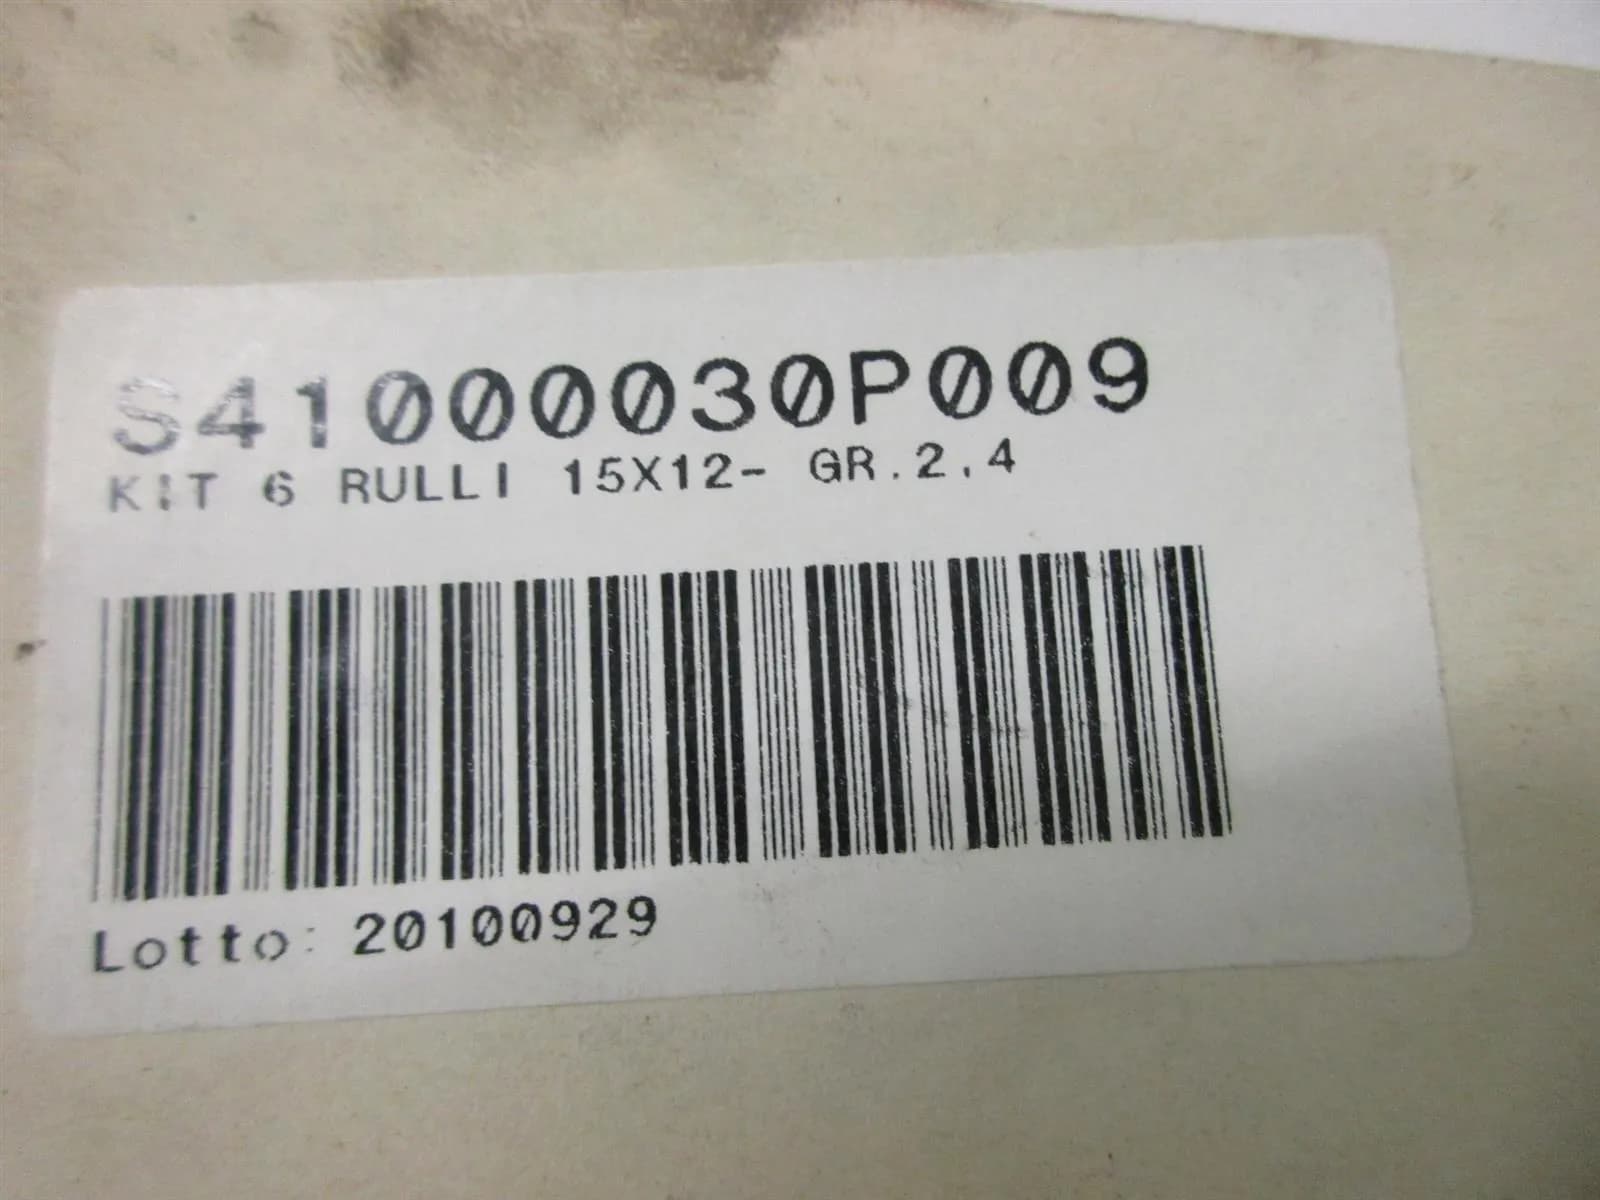 S41000030P009
KIT 6 RULLI 15X12- GR.2,4
Lotto: 20100929